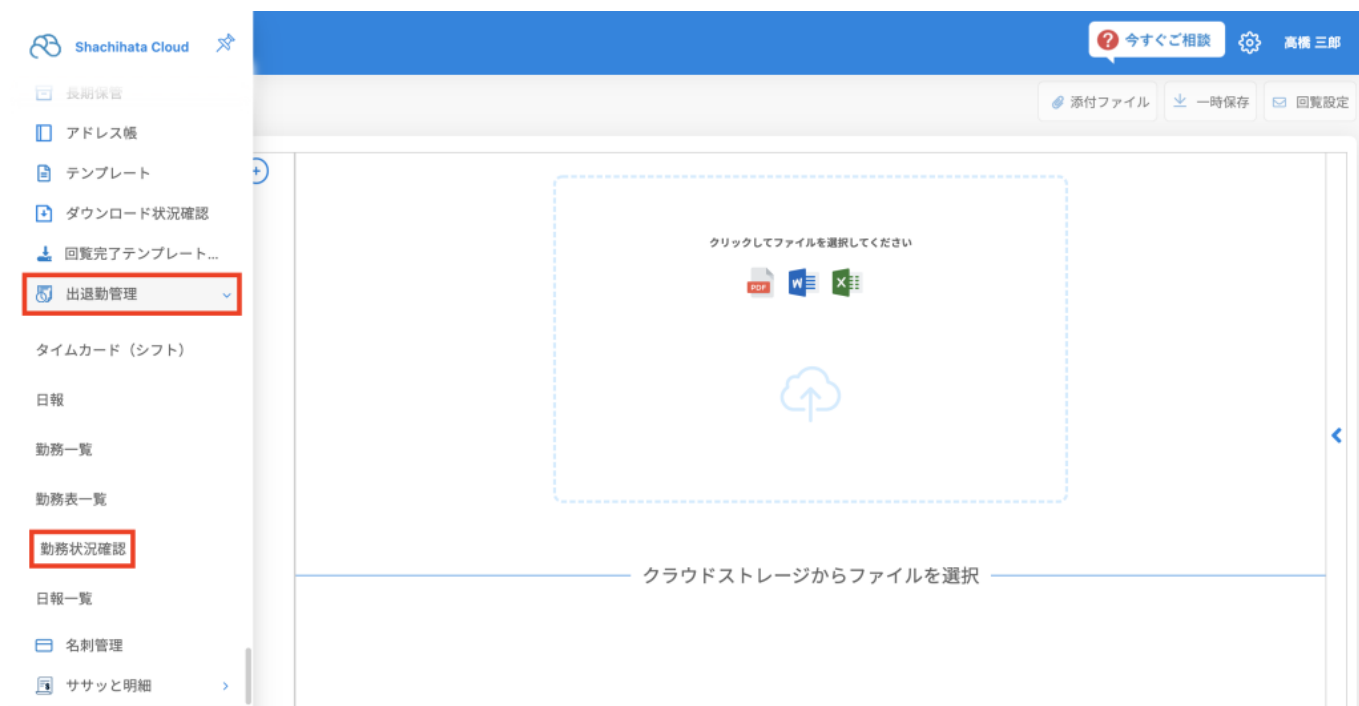 Shachihata Cloud
今すぐご相談
高橋 三郎
長期保管
アドレス帳
テンプレート
ダウンロード状況確認
回覧完了テンプレート...
出退勤管理
タイムカード（シフト）
日報
勤務一覧
勤務表一覧
勤務状況確認
日報一覧
名刺管理
ササッと明細
添付ファイル
一時保存
回覧設定
クリックしてファイルを選択してください
PDF
W
X
クラウドストレージからファイルを選択